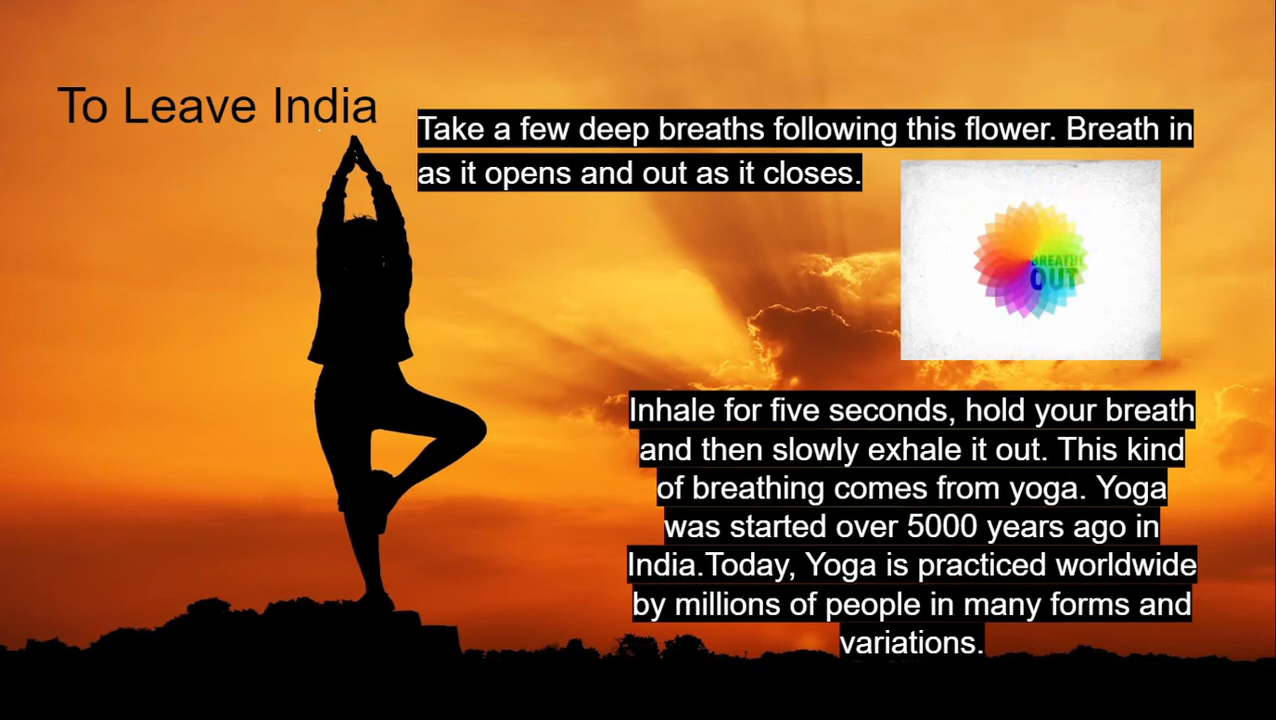 To Leave India
Take a few deep breaths following this flower. Breath in
as it opens and out as it closes.
BREATHE
OUT
Inhale for five seconds, hold your breath
and then slowly exhale it out. This kind
of breathing comes from yoga. Yoga
was started over 5000 years ago in
India.Today, Yoga is practiced worldwide
by millions of people in many forms and
variations.